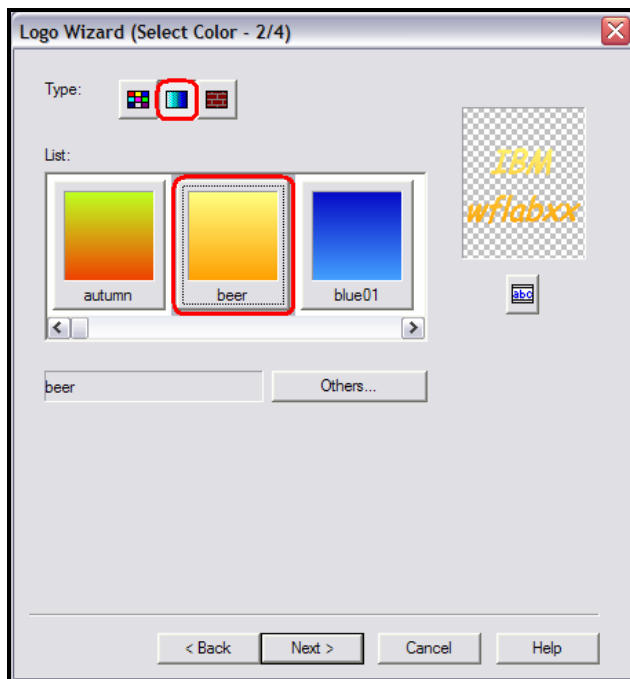 Logo Wizard (Select Color - 2/4)
Type:
List:
autumn
beer
blue01
IBM
wflabxx
abc
beer
Others...
< Back
Next >
Cancel
Help